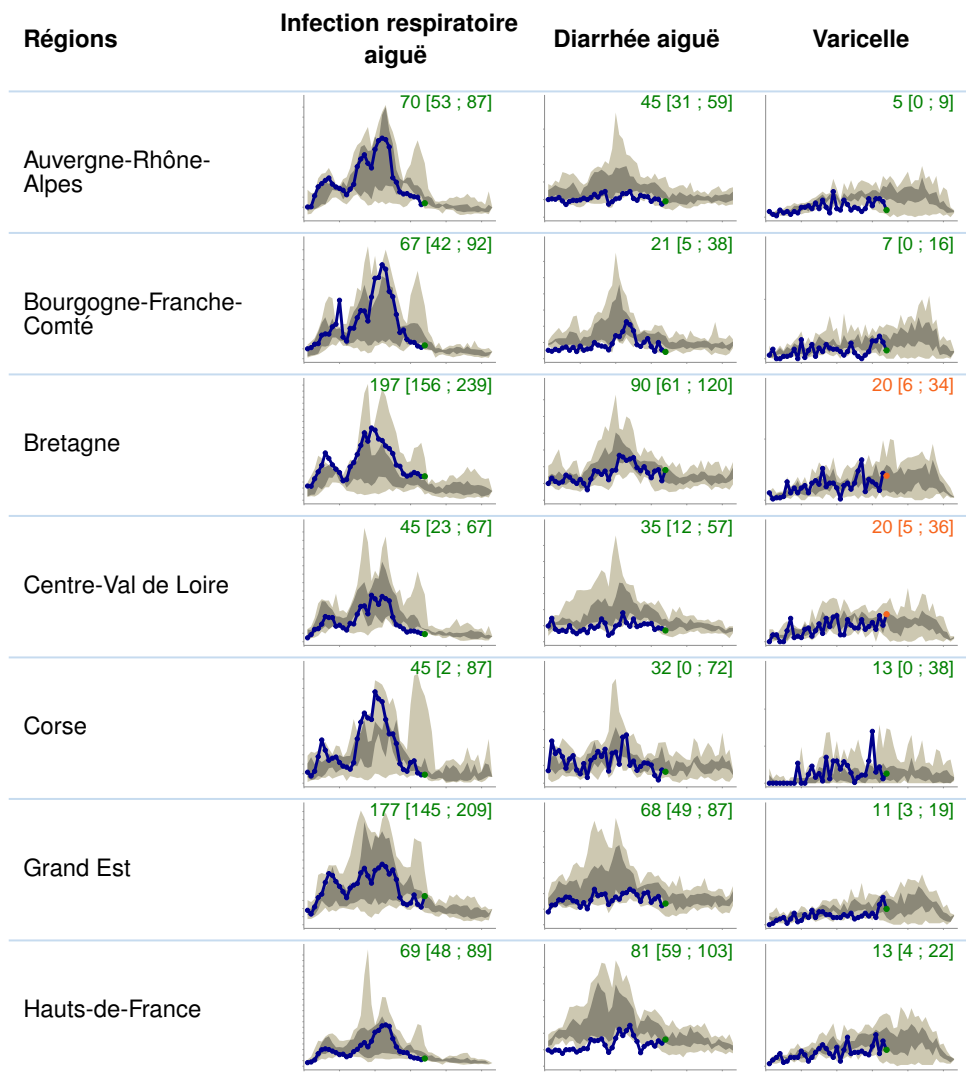 Régions
Infection respiratoire
aiguë
Diarrhée aiguë
Varicelle
Auvergne-Rhône-
Alpes
70 [53 ; 87]
45 [31 ; 59]
5 [0 ; 9]
Bourgogne-Franche-
Comté
67 [42 ; 92]
21 [5 ; 38]
7 [0 ; 16]
Bretagne
197 [156 ; 239]
90 [61 ; 120]
20 [6 ; 34]
Centre-Val de Loire
45 [23 ; 67]
35 [12 ; 57]
20 [5 ; 36]
Corse
45 [2 ; 87]
32 [0 ; 72]
13 [0 ; 38]
Grand Est
177 [145 ; 209]
68 [49 ; 87]
11 [3 ; 19]
Hauts-de-France
69 [48 ; 89]
81 [59 ; 103]
13 [4 ; 22]